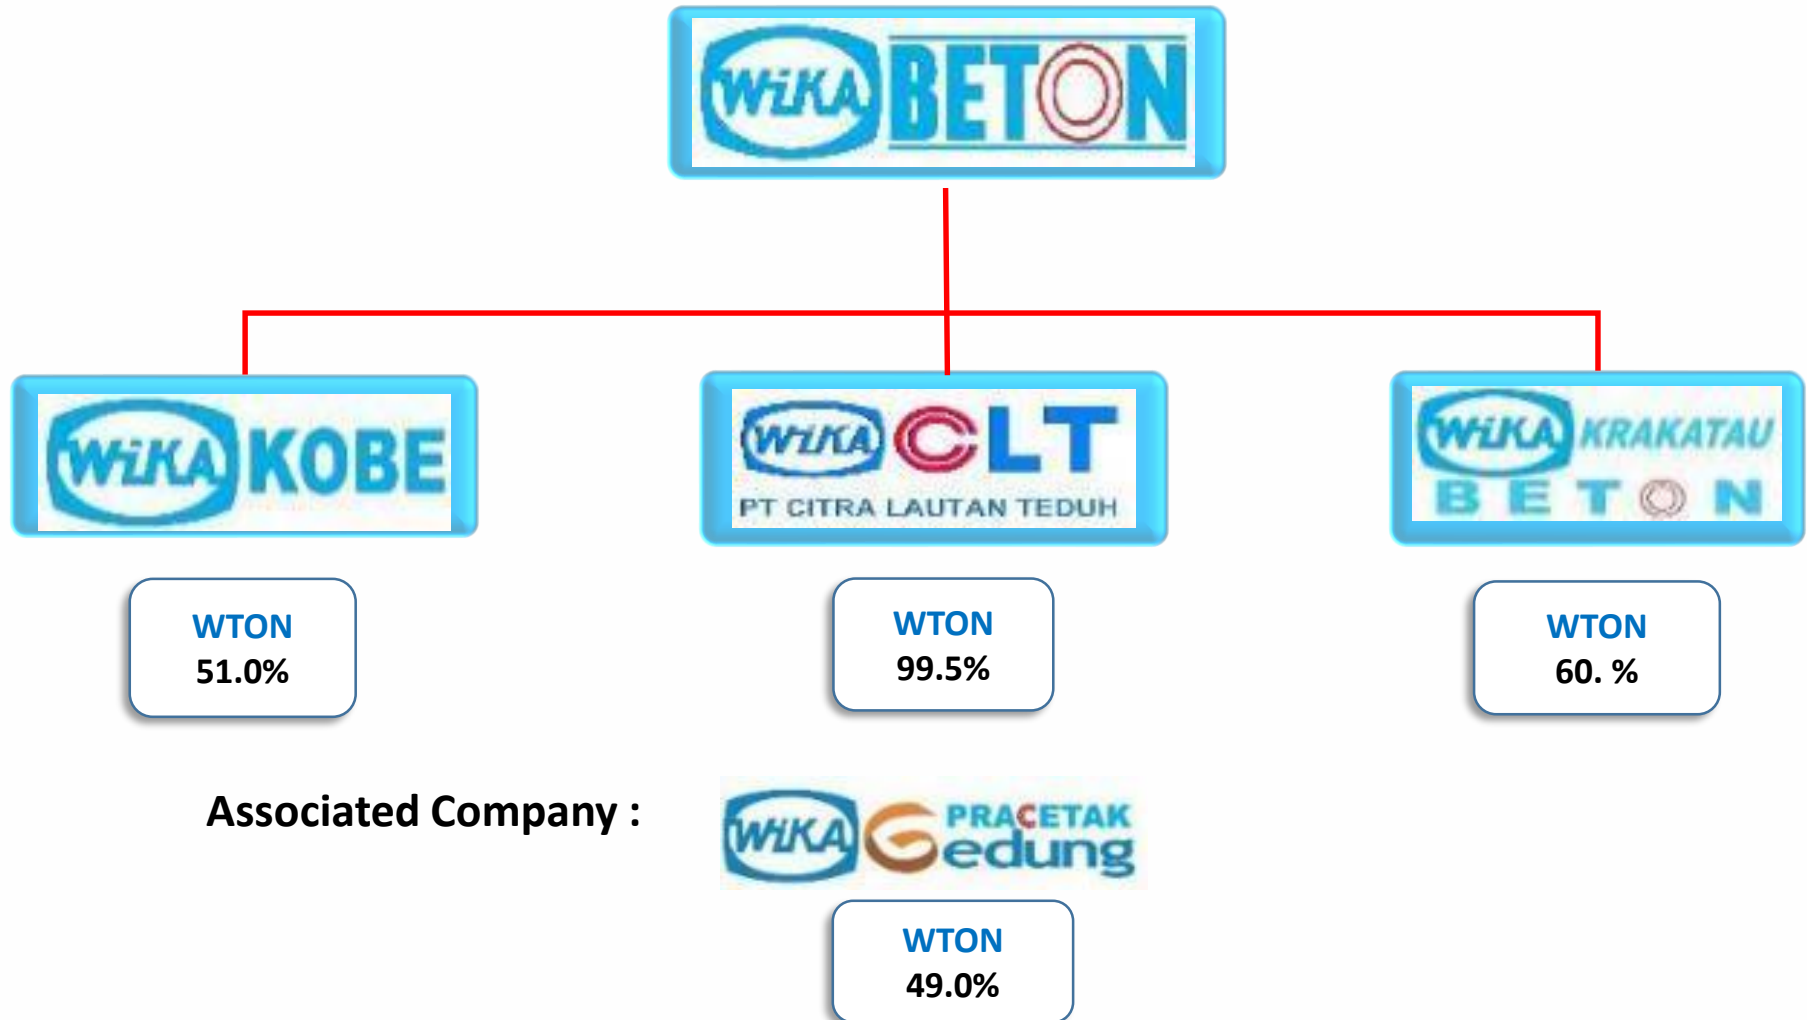 WiKA BETON
WiKA KOBE
WiKA CLT
PT CITRA LAUTAN TEDUH
WiKA KRAKATAU
BETON
WTON
51.0%
WTON
99.5%
WTON
60. %
Associated Company :
WiKA PRACETAK
Gedung
WTON
49.0%